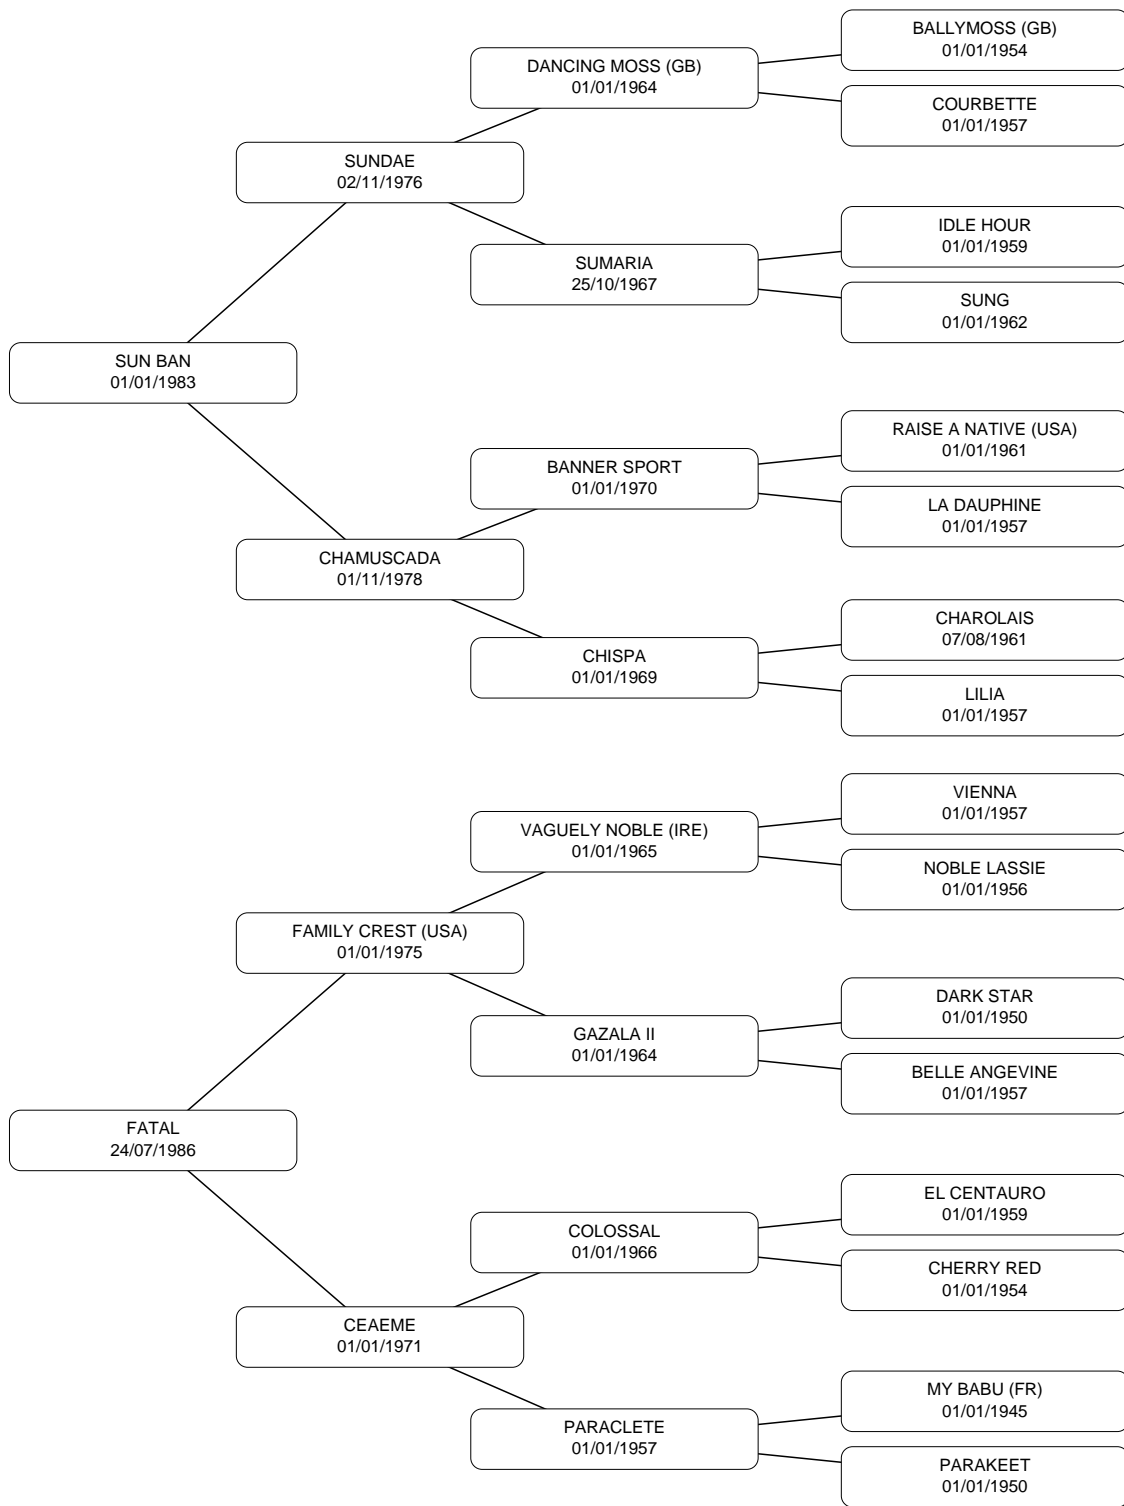 BALLYMOSS (GB)
01/01/1954
DANCING MOSS (GB)
01/01/1964
COURBETTE
01/01/1957
SUNDAE
02/11/1976
IDLE HOUR
01/01/1959
SUMARIA
25/10/1967
SUNG
01/01/1962
SUN BAN
01/01/1983
RAISE A NATIVE (USA)
01/01/1961
BANNER SPORT
01/01/1970
LA DAUPHINE
01/01/1957
CHAMUSCADA
01/11/1978
CHAROLAIS
07/08/1961
CHISPA
01/01/1969
LILIA
01/01/1957
VIENNA
01/01/1957
VAGUELY NOBLE (IRE)
01/01/1965
NOBLE LASSIE
01/01/1956
FAMILY CREST (USA)
01/01/1975
DARK STAR
01/01/1950
GAZALA II
01/01/1964
BELLE ANGEVINE
01/01/1957
FATAL
24/07/1986
EL CENTAURO
01/01/1959
COLOSSAL
01/01/1966
CHERRY RED
01/01/1954
CEAEME
01/01/1971
MY BABU (FR)
01/01/1945
PARACLETE
01/01/1957
PARAKEET
01/01/1950